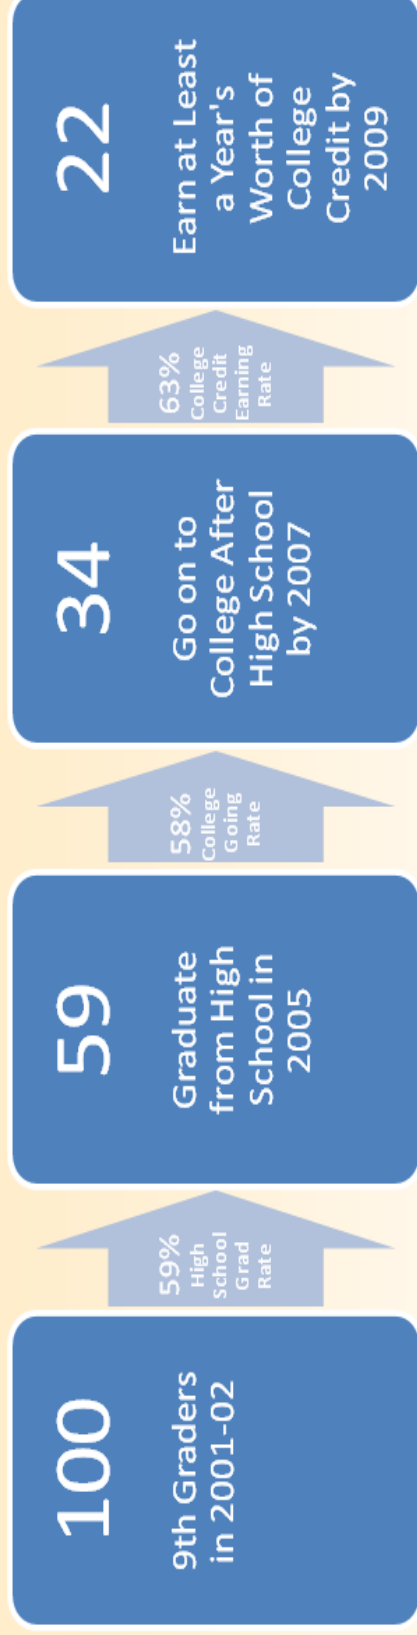 100
9th Graders
in 2001-02
59%
High
School
Grad
Rate
59
Graduate
from High
School in
2005
58%
College
Going
Rate
34
Go on to
College After
High School
by 2007
63%
College
Credit
Earning
Rate
22
Earn at Least
a Year's
Worth of
College
Credit by
2009